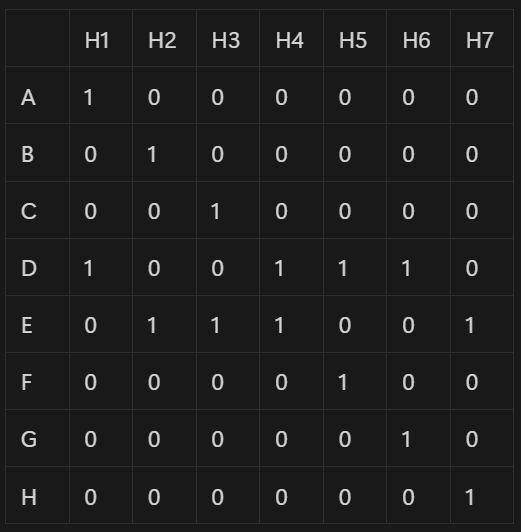 H1 H2 H3 H4 H5 H6 H7
A 1 0 0 0 0 0 0
B 0 1 0 0 0 0 0
C 0 0 1 0 0 0 0
D 1 0 0 1 1 1 0
E 0 1 1 1 0 0 1
F 0 0 0 0 1 0 0
G 0 0 0 0 0 1 0
H 0 0 0 0 0 0 1